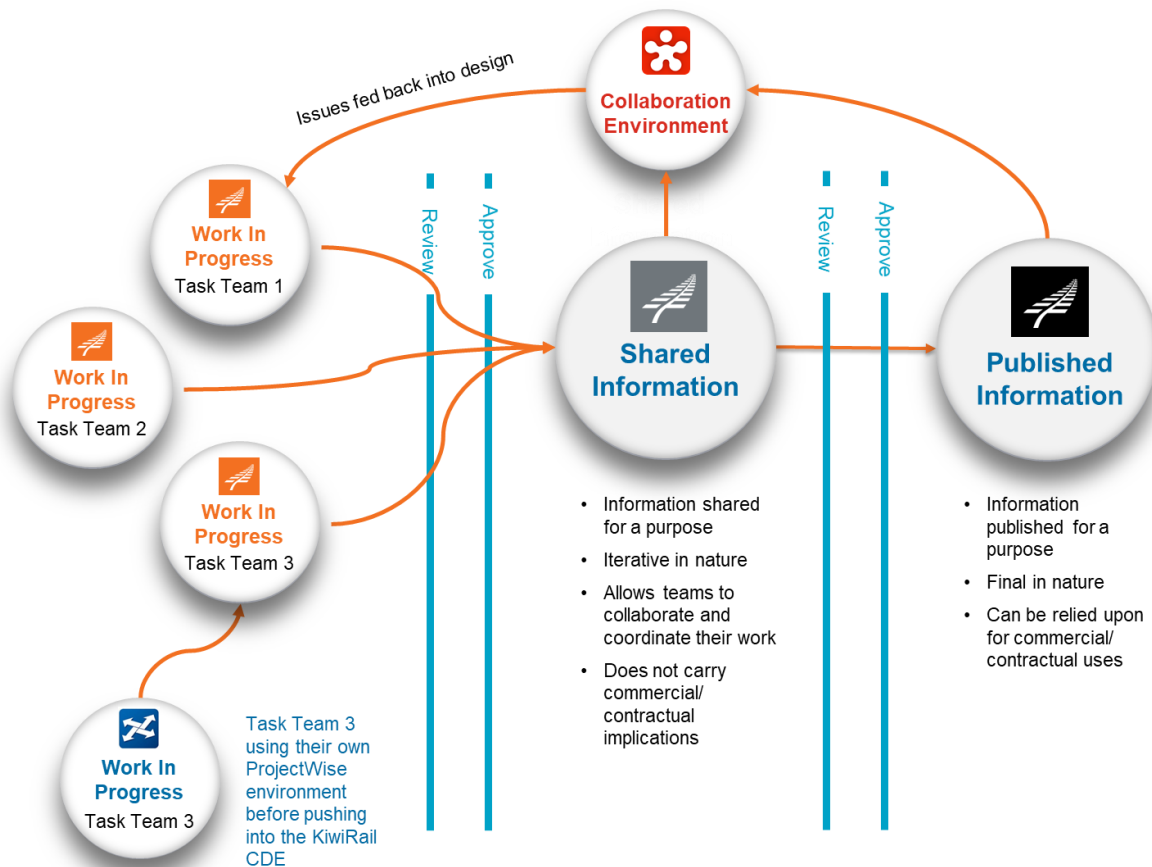 Collaboration
Environment
Issues fed back into design
Work In
Progress
Task Team 1
Work In
Progress
Task Team 2
Work In
Progress
Task Team 3
Work In
Progress
Task Team 3
Task Team 3
using their own
ProjectWise
environment
before pushing
into the KiwiRail
CDE
Review
Approve
Shared
Information
• Information shared
for a purpose
• Iterative in nature
• Allows teams to
collaborate and
coordinate their work
• Does not carry
commercial/
contractual
implications
Review
Approve
Published
Information
• Information
published for a
purpose
• Final in nature
• Can be relied upon
for commercial/
contractual uses